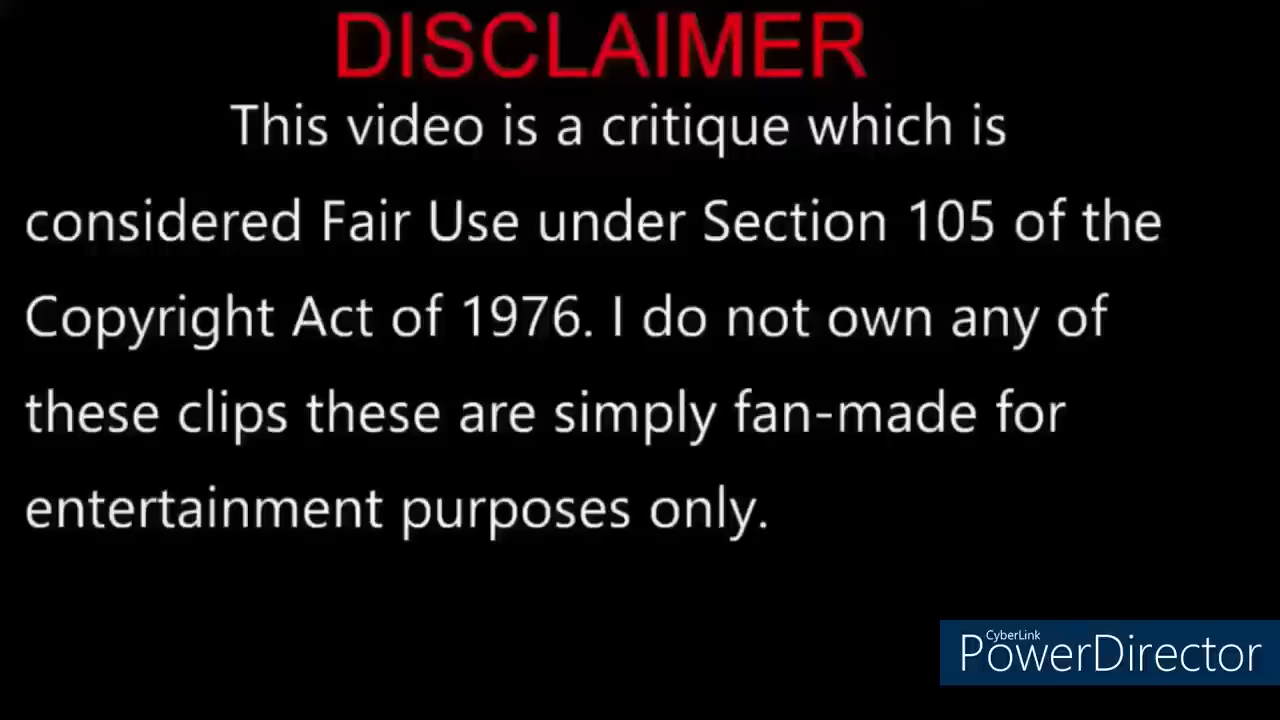 DISCLAIMER
This video is a critique which is
considered Fair Use under Section 105 of the
Copyright Act of 1976. I do not own any of
these clips these are simply fan-made for
entertainment purposes only.
CyberLink
PowerDirector